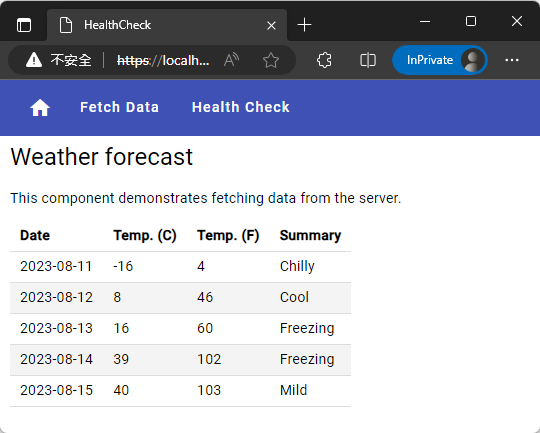 HealthCheck
不安全 https://localh...
InPrivate
Fetch Data Health Check
Weather forecast
This component demonstrates fetching data from the server.
Date Temp. (C) Temp. (F) Summary
2023-08-11 -16 4 Chilly
2023-08-12 8 46 Cool
2023-08-13 16 60 Freezing
2023-08-14 39 102 Freezing
2023-08-15 40 103 Mild